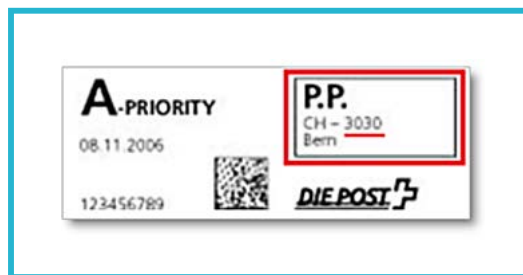 A-PRIORITY
08.11.2006
123456789
P.P.
CH – 3030
Bern
DIE POST